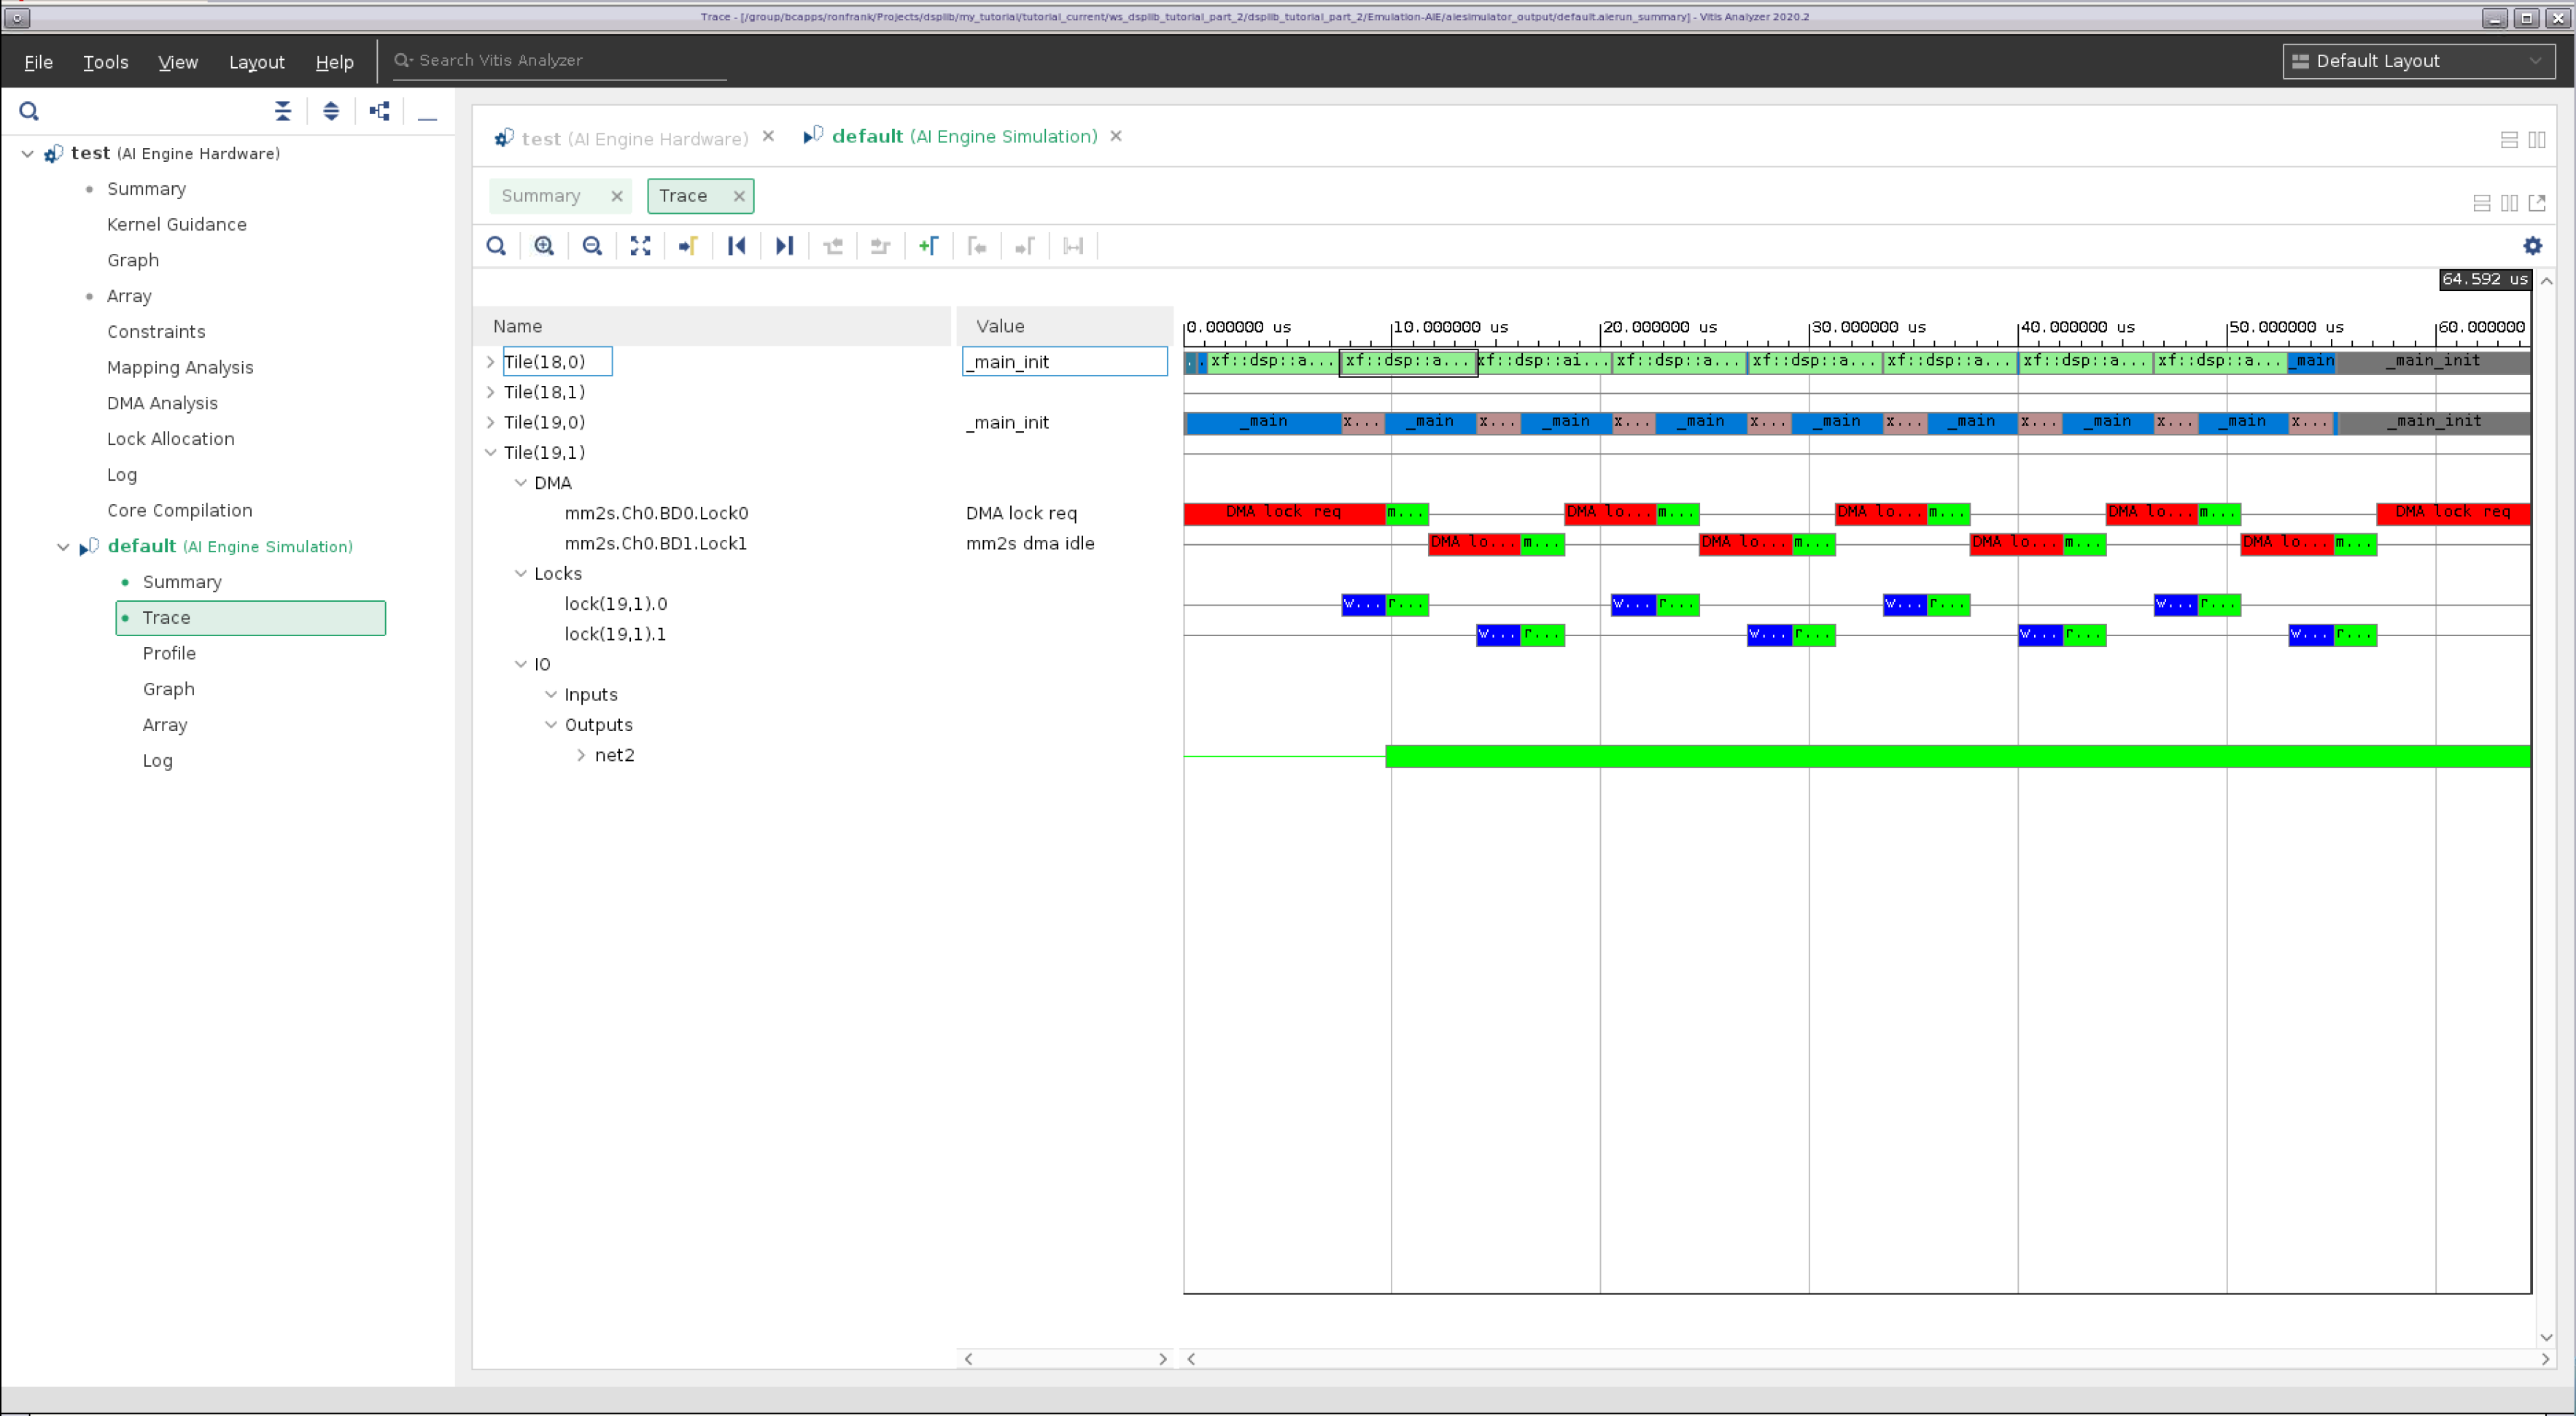 Trace - [/group/bcapps/ronfrank/Projects/dsplib/my_tutorial/tutorial_current/ws_dsplib_tutorial_part_2/dsplib_tutorial_part_2/Emulation-AIE/aiesimulator_output/default.aierun_summary] - Vitis Analyzer 2020.2
File Tools View Layout Help Search Vitis Analyzer Default Layout
test (AI Engine Hardware)
Summary
Kernel Guidance
Graph
Array
Constraints
Mapping Analysis
DMA Analysis
Lock Allocation
Log
Core Compilation
default (AI Engine Simulation)
Summary
Trace
Profile
Graph
Array
Log
test (AI Engine Hardware) default (AI Engine Simulation)
Summary Trace
64.592 us
Name Value 0.000000 us 10.000000 us 20.000000 us 30.000000 us 40.000000 us 50.000000 us 60.000000
Tile(18,0) _main_init . . xf::dsp::a... xf::dsp::a... xf::dsp::ai... xf::dsp::a... xf::dsp::a... xf::dsp::a... xf::dsp::a... xf::dsp::a... _main _main_init
Tile(18,1)
Tile(19,0) _main_init _main x... _main x... _main x... _main x... _main x... _main x... _main x... _main x... _main_init
Tile(19,1)
DMA
mm2s.Ch0.BD0.Lock0 DMA lock req DMA lock req m... DMA lo... m... DMA lo... m... DMA lo... m... DMA lock req
mm2s.Ch0.BD1.Lock1 mm2s dma idle DMA lo... m... DMA lo... m... DMA lo... m... DMA lo... m...
Locks
lock(19,1).0 w... r... w... r... w... r... w... r...
lock(19,1).1 w... r... w... r... w... r... w... r...
IO
Inputs
Outputs
net2